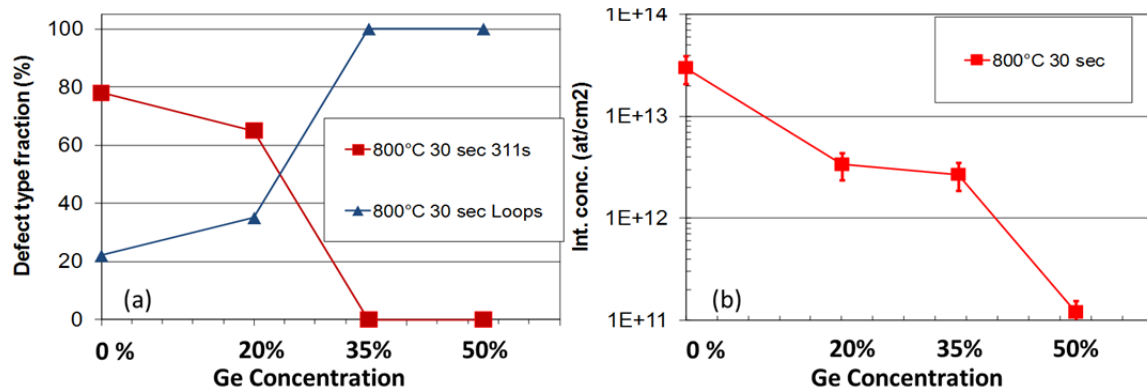 Defect type fraction (%)
100
80
60
40
20
0
800°C 30 sec 311s
800°C 30 sec Loops
(a)
0 %
20%
35%
50%
Ge Concentration
Int. conc. (at/cm2)
1E+14
1E+13
1E+12
1E+11
800°C 30 sec
(b)
0 %
20%
35%
50%
Ge Concentration